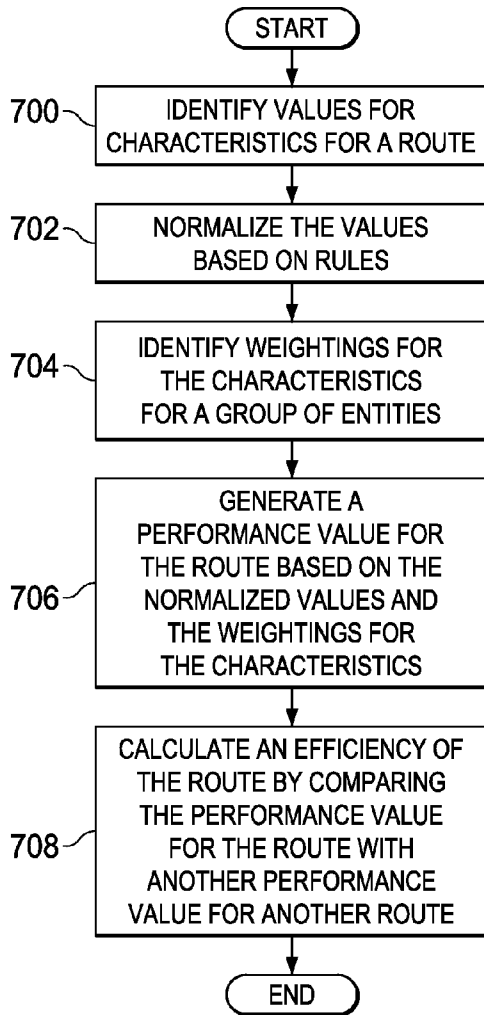 START
700
IDENTIFY VALUES FOR
CHARACTERISTICS FOR A ROUTE
702
NORMALIZE THE VALUES
BASED ON RULES
704
IDENTIFY WEIGHTINGS FOR
THE CHARACTERISTICS
FOR A GROUP OF ENTITIES
706
GENERATE A
PERFORMANCE VALUE FOR
THE ROUTE BASED ON THE
NORMALIZED VALUES AND
THE WEIGHTINGS FOR
THE CHARACTERISTICS
708
CALCULATE AN EFFICIENCY OF
THE ROUTE BY COMPARING
THE PERFORMANCE VALUE
FOR THE ROUTE WITH
ANOTHER PERFORMANCE
VALUE FOR ANOTHER ROUTE
END